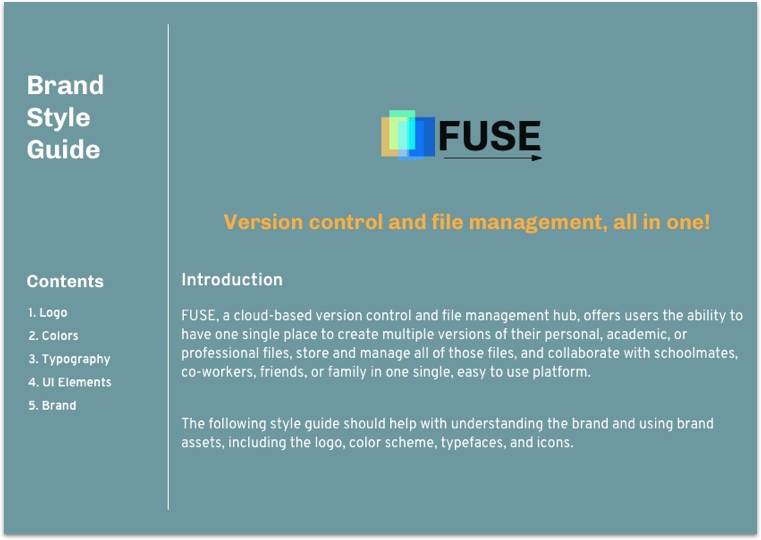 Brand
Style
Guide
FUSE
Version control and file management, all in one!
Contents
1. Logo
2. Colors
3. Typography
4. UI Elements
5. Brand
Introduction
FUSE, a cloud-based version control and file management hub, offers users the ability to
have one single place to create multiple versions of their personal, academic, or
professional files, store and manage all of those files, and collaborate with schoolmates,
co-workers, friends, or family in one single, easy to use platform.
The following style guide should help with understanding the brand and using brand
assets, including the logo, color scheme, typefaces, and icons.